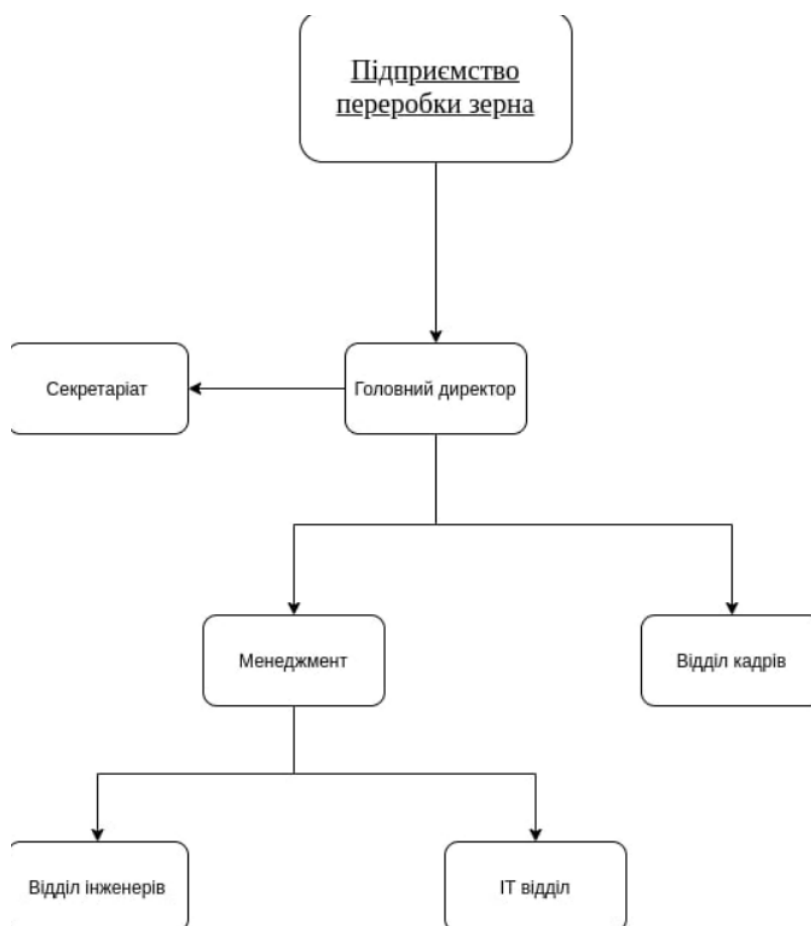 Підприємство
переробки зерна
Секретаріат
Головний директор
Менеджмент
Відділ кадрів
Відділ інженерів
ІТ відділ